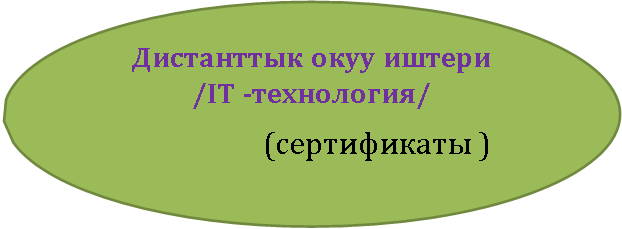 Дистанттык окуу иштери
/IT -технология/
(сертификаты )